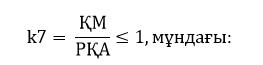 k7 = ҚМ / РҚА ≤ 1, мұндағы: